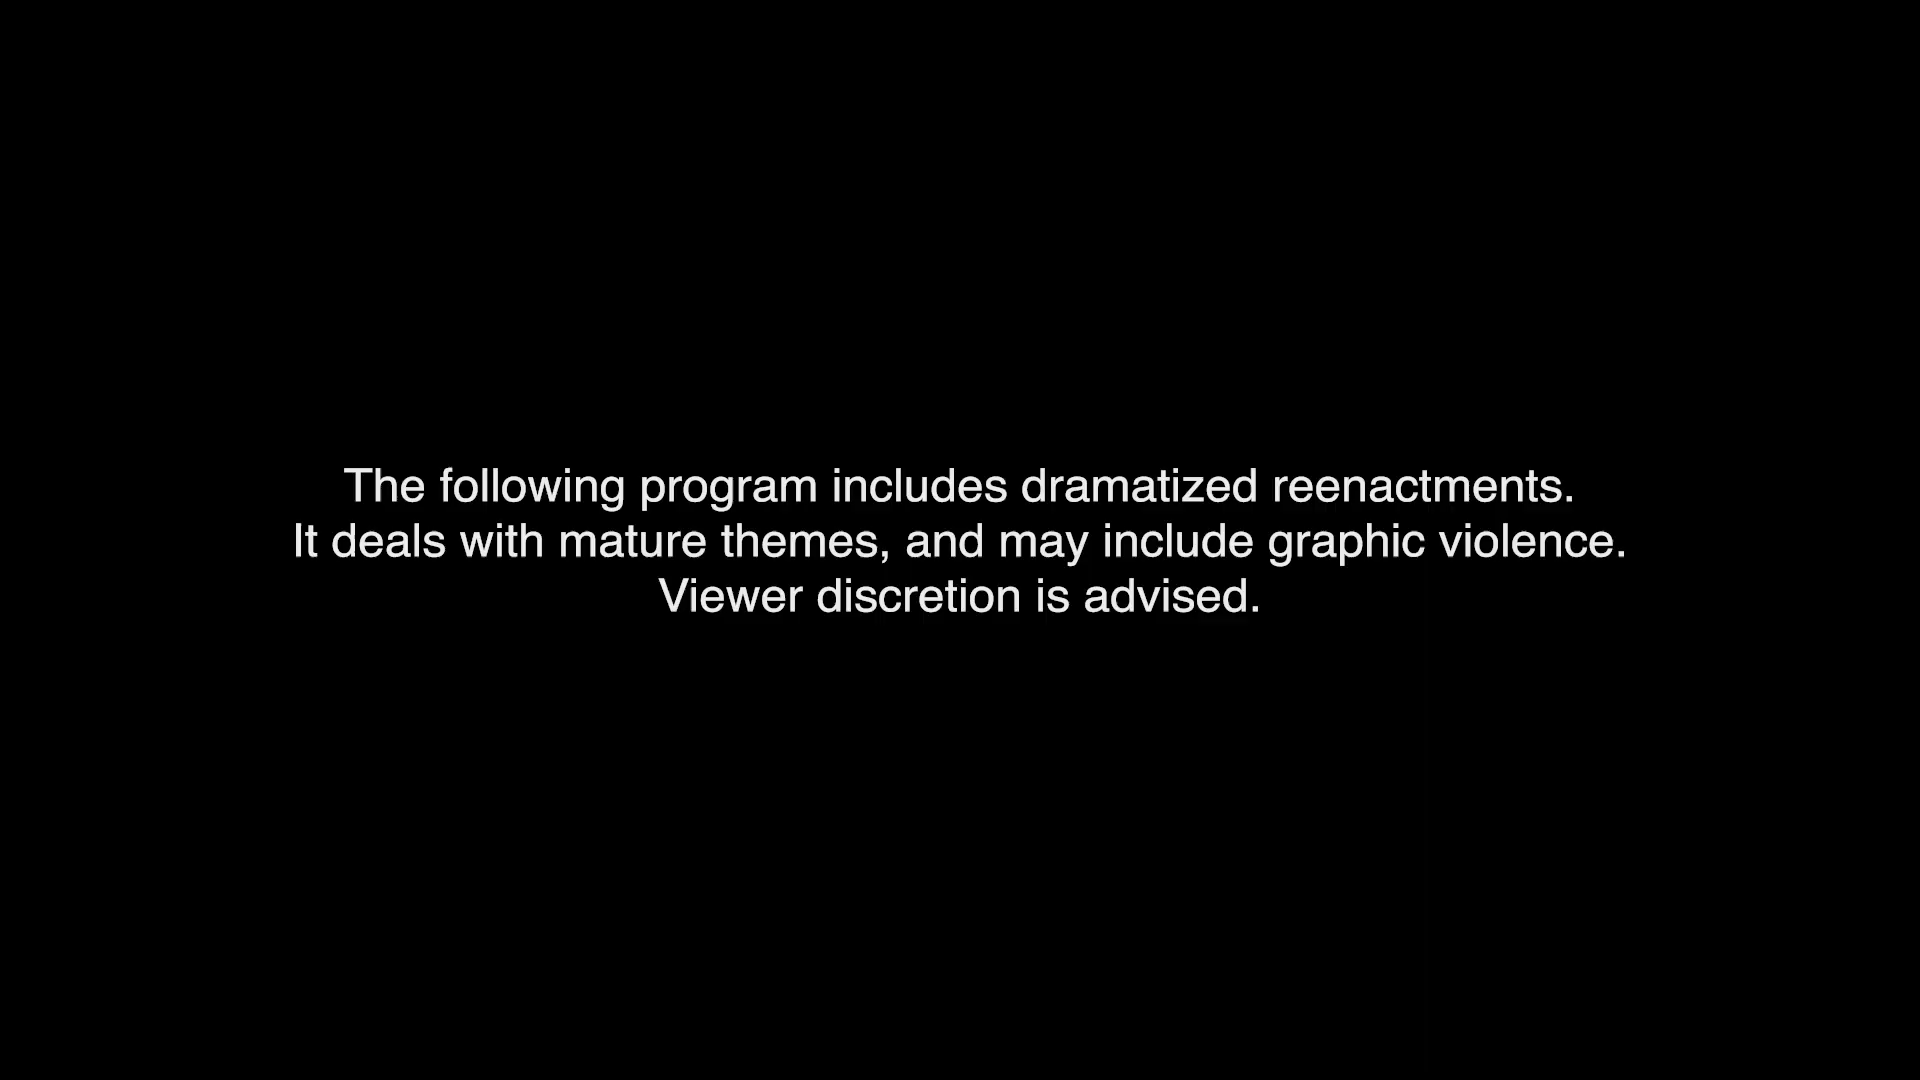 The following program includes dramatized reenactments.
It deals with mature themes, and may include graphic violence.
Viewer discretion is advised.